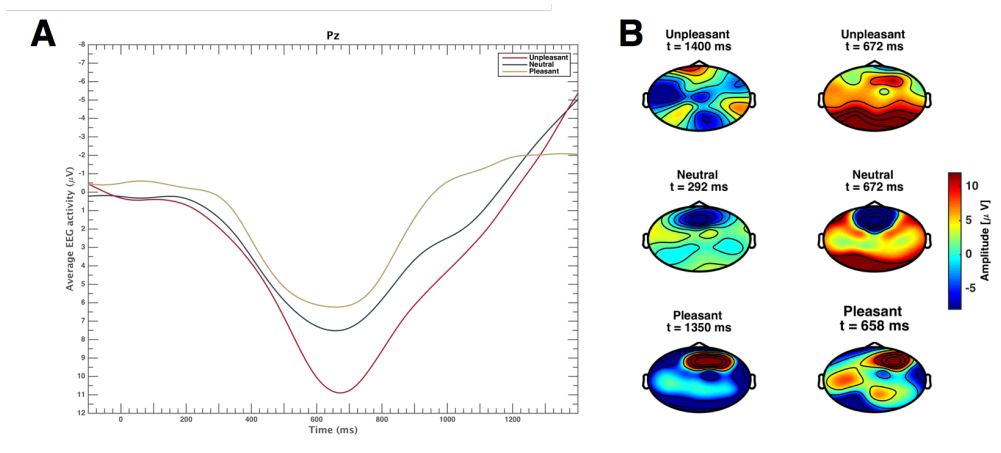 A
Pz
-8
-7
-6
-5
-4
-3
-2
-1
0
1
2
3
4
5
6
7
8
9
10
11
12
Average EEG activity (μV)
0 200 400 600 800 1000 1200
Time (ms)
Unpleasant
Neutral
Pleasant
B
Unpleasant
t = 1400 ms
Unpleasant
t = 672 ms
Neutral
t = 292 ms
Neutral
t = 672 ms
Pleasant
t = 1350 ms
Pleasant
t = 658 ms
10
5
0
-5
Amplitude [μ V]